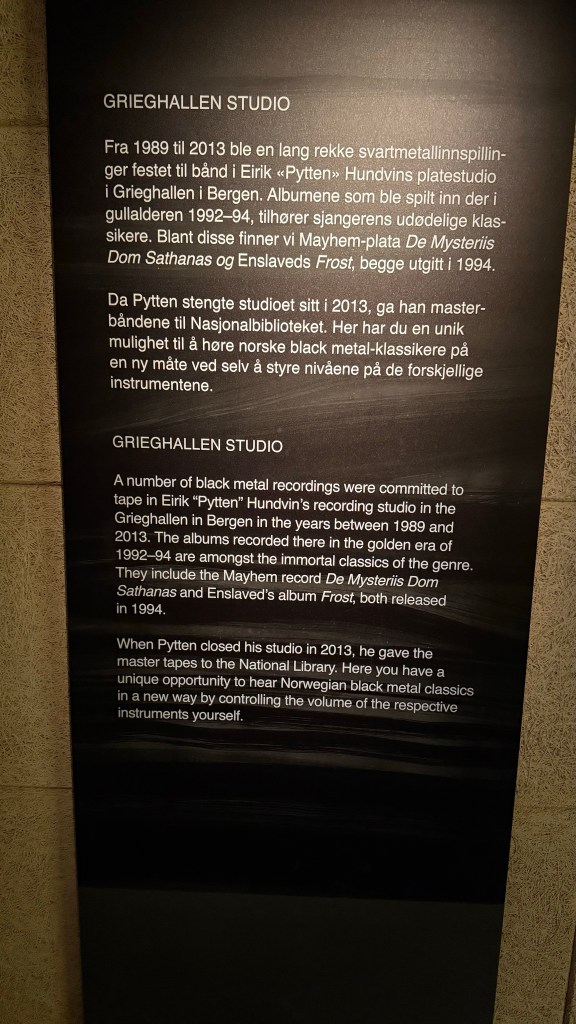 GRIEGHALLEN STUDIO
Fra 1989 til 2013 ble en lang rekke svartmetallinnspillin-
ger festet til bånd i Eirik «Pytten» Hundvins platestudio
i Grieghallen i Bergen. Albumene som ble spilt inn der i
gullalderen 1992–94, tilhører sjangerens udødelige klas-
sikere. Blant disse finner vi Mayhem-plata De Mysteriis
Dom Sathanas og Enslaveds Frost, begge utgitt i 1994.
Da Pytten stengte studioet sitt i 2013, ga han master-
båndene til Nasjonalbiblioteket. Her har du en unik
mulighet til å høre norske black metal-klassikere på
en ny måte ved selv å styre nivåene på de forskjellige
instrumentene.
GRIEGHALLEN STUDIO
A number of black metal recordings were committed to
tape in Eirik “Pytten” Hundvin’s recording studio in the
Grieghallen in Bergen in the years between 1989 and
2013. The albums recorded there in the golden era of
1992–94 are amongst the immortal classics of the genre.
They include the Mayhem record De Mysteriis Dom
Sathanas and Enslaved’s album Frost, both released
in 1994.
When Pytten closed his studio in 2013, he gave the
master tapes to the National Library. Here you have a
unique opportunity to hear Norwegian black metal classics
in a new way by controlling the volume of the respective
instruments yourself.